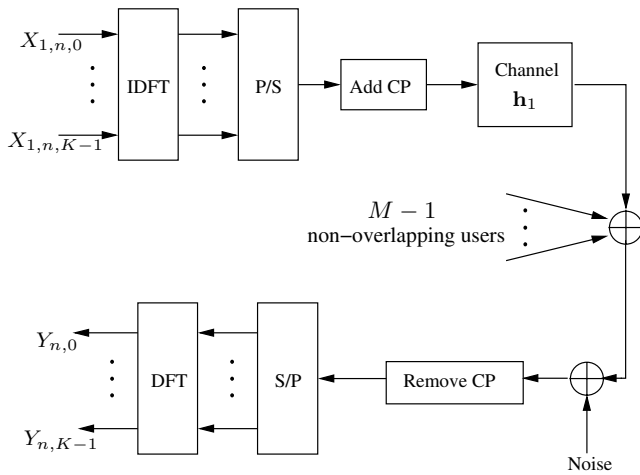 X_{1,n,0}
IDFT
P/S
Add CP
Channel
h_1
X_{1,n,K−1}
M − 1
non−overlapping users
Y_{n,0}
DFT
S/P
Remove CP
Y_{n,K−1}
Noise